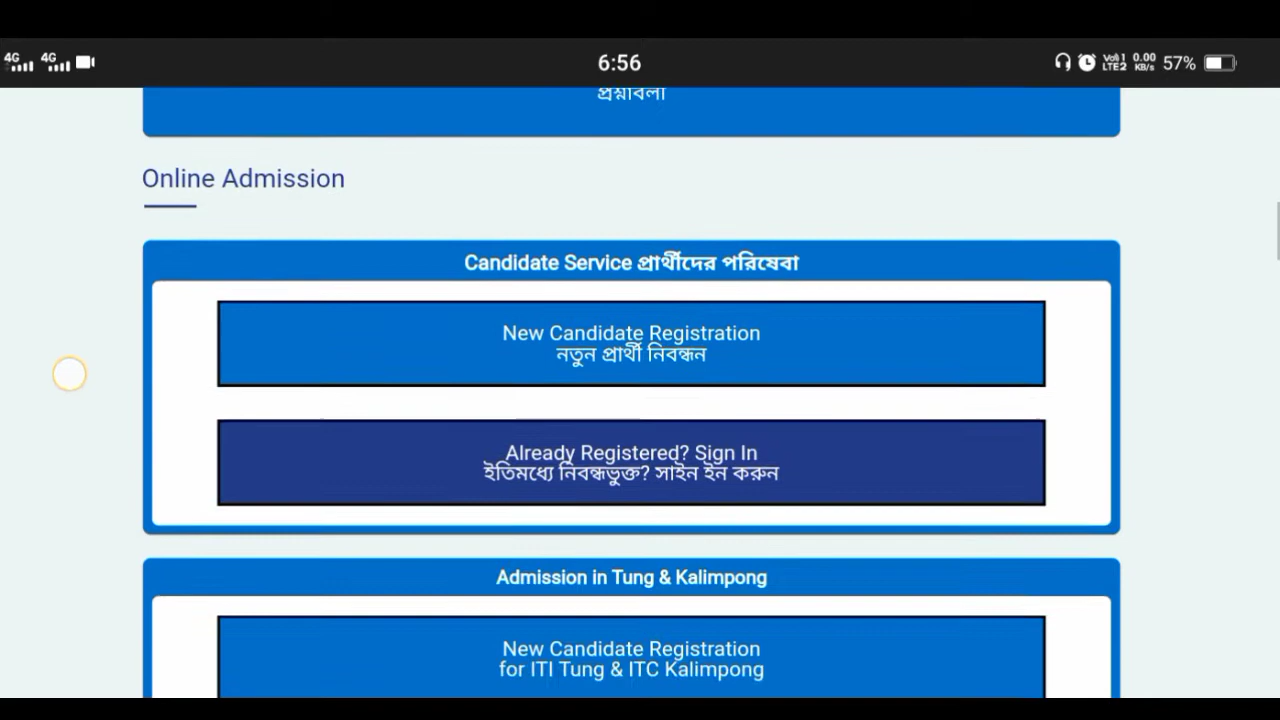 4G 4G 6:56 Vo1 LTE2 0.00 KB/s 57%
প্রশ্নাবলী
Online Admission
Candidate Service প্রার্থীদের পরিষেবা
New Candidate Registration
নতুন প্রার্থী নিবন্ধন
Already Registered? Sign In
ইতিমধ্যে নিবন্ধভুক্ত? সাইন ইন করুন
Admission in Tung & Kalimpong
New Candidate Registration
for ITI Tung & ITC Kalimpong